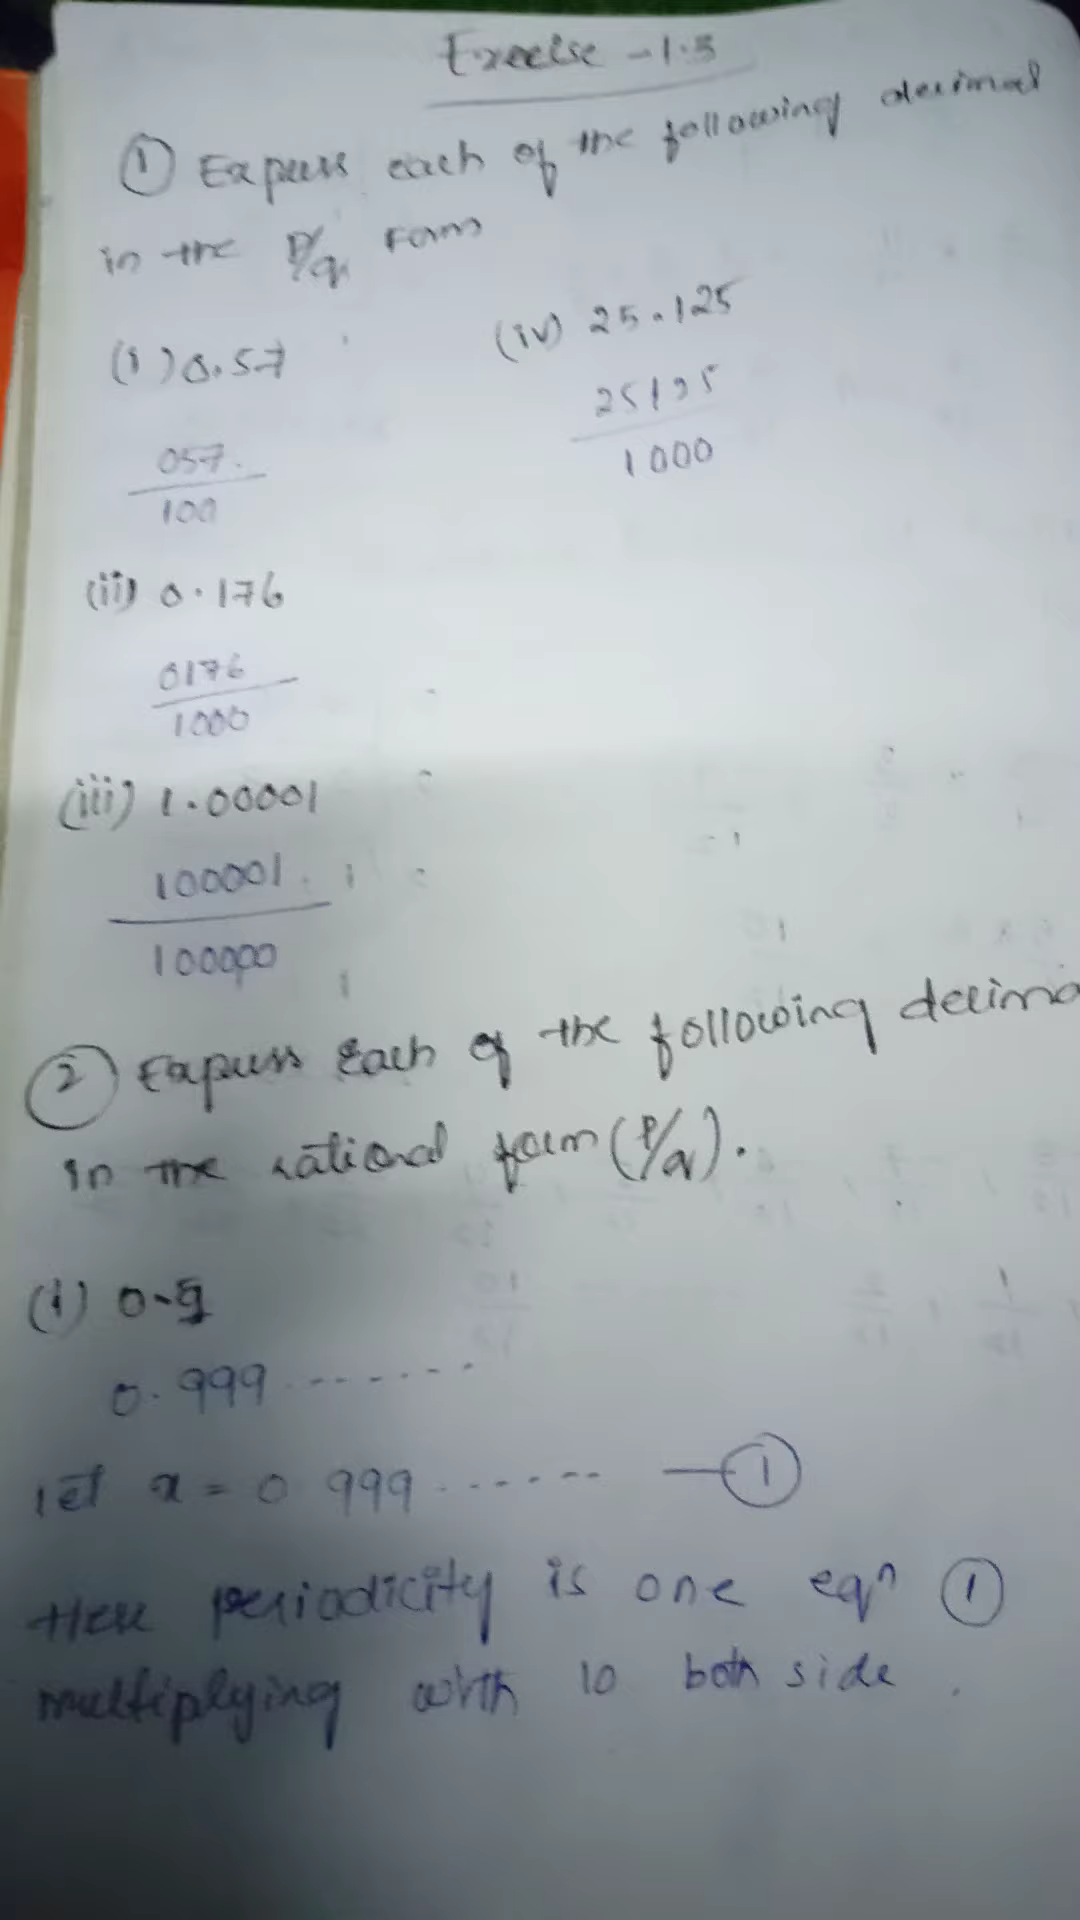 Exrecise - 1.3
① Express each of the following decimal
in the P/q Form
(i) 0.57
057
100
(iv) 25.125
25125
1000
(ii) 0.176
0176
1000
(iii) 1.00001
100001
100000
② Express Each of the following decima
in the rational form (P/q).
(i) 0.9
0.999.......
let x = 0.999....... — ①
Here periodicity is one eqn ①
multiplying with 10 both side.